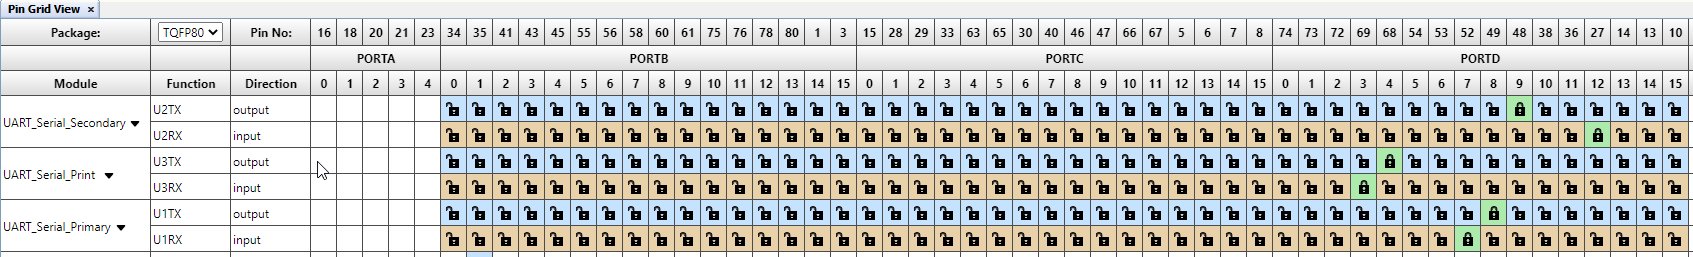 Pin Grid View ×
Package: TQFP80 Pin No: 16 18 20 21 23 34 35 41 43 45 55 56 58 60 61 75 76 78 80 1 3 15 28 29 33 63 65 30 46 47 66 67 5 6 7 8 74 73 72 69 68 54 53 52 49 48 36 27 14 13 10
PORTA PORTB PORTC PORTD
Module Function Direction 0 1 2 3 4 0 1 2 3 4 5 6 7 8 9 10 11 12 13 14 15 0 1 2 3 4 5 6 7 8 9 10 11 12 13 14 15 0 1 2 3 4 5 6 7 8 9 10 11 12 13 14 15
UART_Serial_Secondary U2TX output
U2RX input
UART_Serial_Print U3TX output
U3RX input
UART_Serial_Primary U1TX output
U1RX input